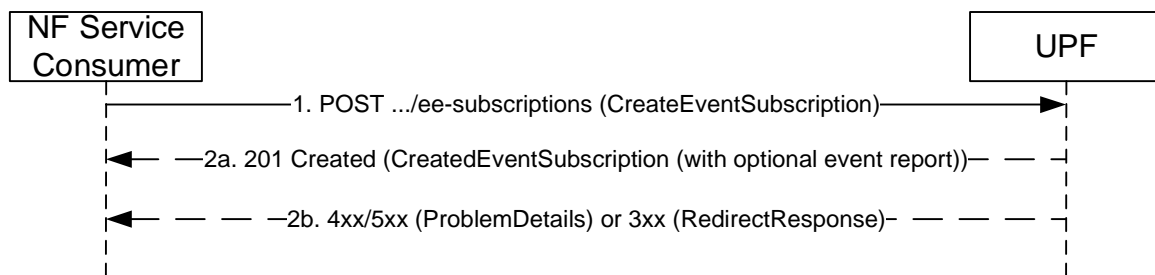 NF Service
Consumer
UPF
1. POST .../ee-subscriptions (CreateEventSubscription)
2a. 201 Created (CreatedEventSubscription (with optional event report))
2b. 4xx/5xx (ProblemDetails) or 3xx (RedirectResponse)